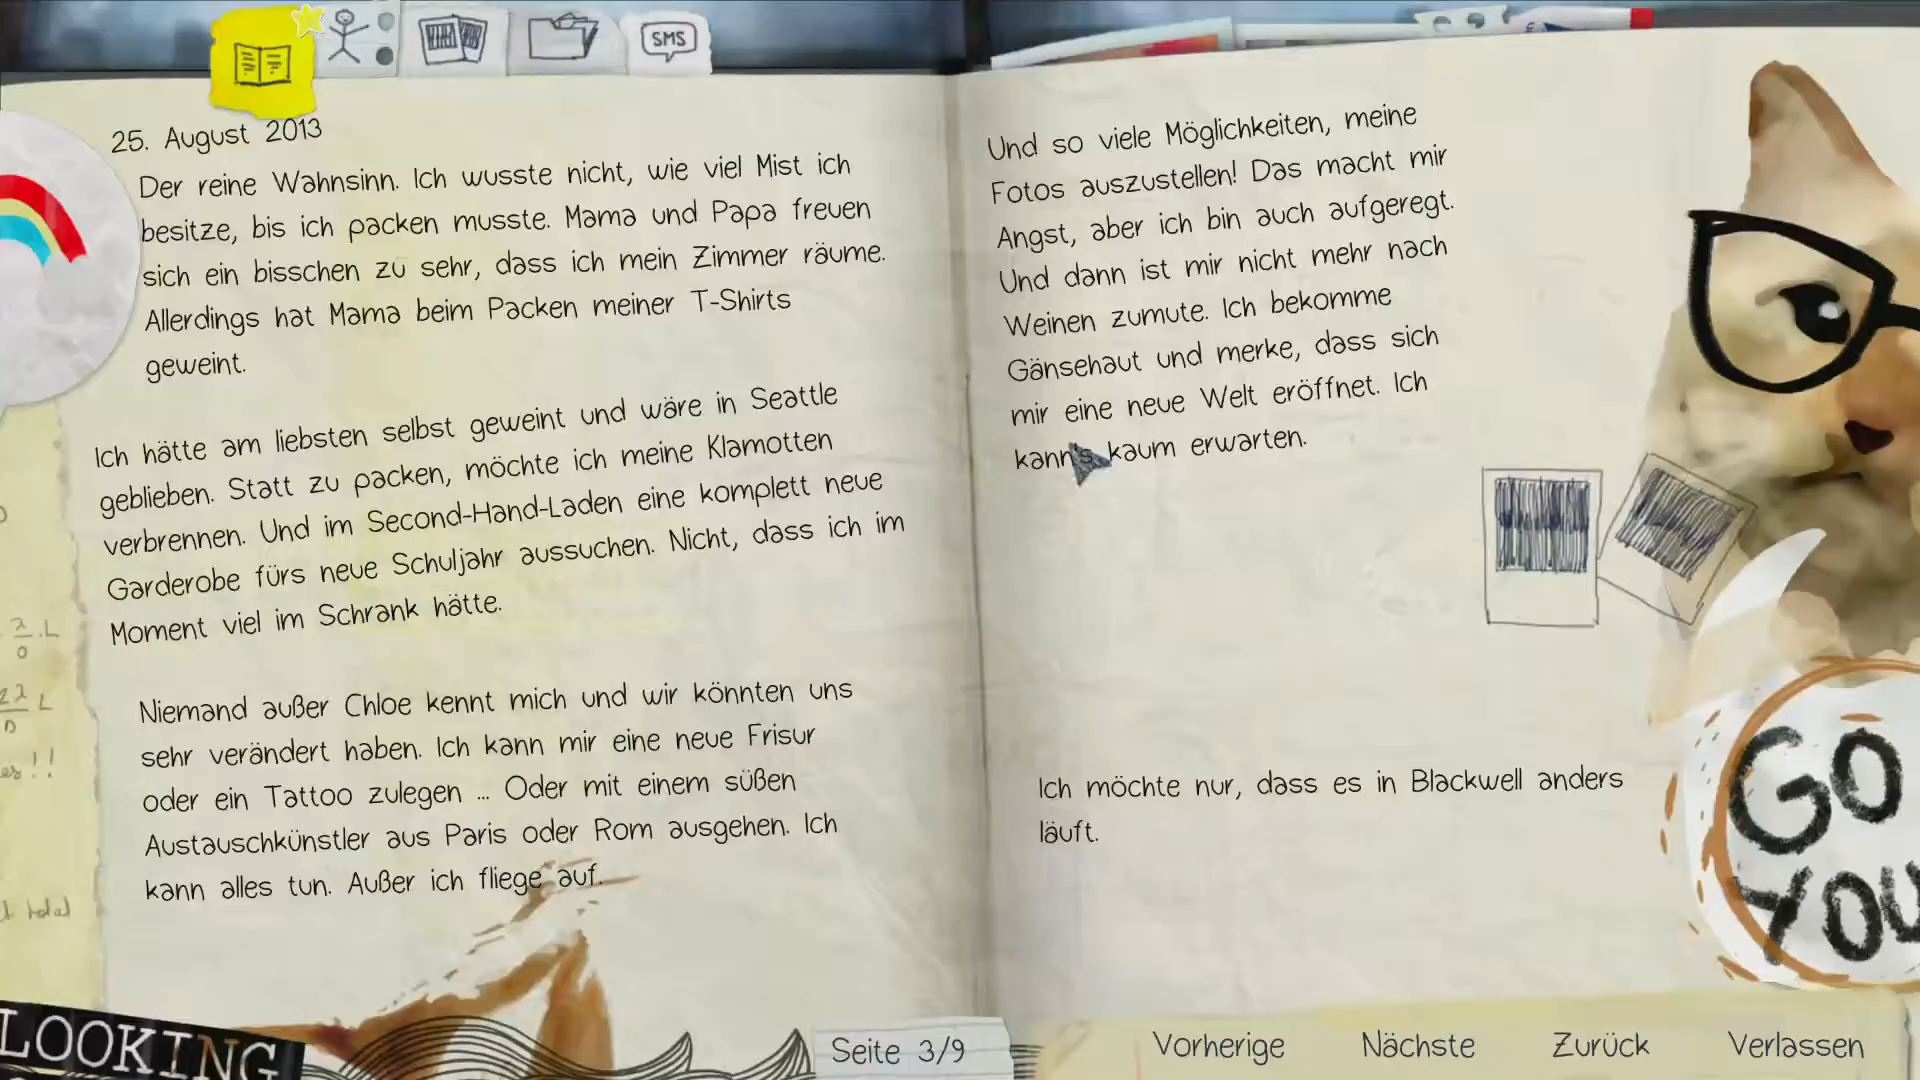 SMS
25. August 2013
Der reine Wahnsinn. Ich wusste nicht, wie viel Mist ich
besitze, bis ich packen musste. Mama und Papa freuen
sich ein bisschen zu sehr, dass ich mein Zimmer räume.
Allerdings hat Mama beim Packen meiner T-Shirts
geweint.
Ich hätte am liebsten selbst geweint und wäre in Seattle
geblieben. Statt zu packen, möchte ich meine Klamotten
verbrennen. Und im Second-Hand-Laden eine komplett neue
Garderobe fürs neue Schuljahr aussuchen. Nicht, dass ich im
Moment viel im Schrank hätte.
Niemand außer Chloe kennt mich und wir könnten uns
sehr verändert haben. Ich kann mir eine neue Frisur
oder ein Tattoo zulegen ... Oder mit einem süßen
Austauschkünstler aus Paris oder Rom ausgehen. Ich
kann alles tun. Außer ich fliege auf.
Und so viele Möglichkeiten, meine
Fotos auszustellen! Das macht mir
Angst, aber ich bin auch aufgeregt.
Und dann ist mir nicht mehr nach
Weinen zumute. Ich bekomme
Gänsehaut und merke, dass sich
mir eine neue Welt eröffnet. Ich
kann's kaum erwarten.
Ich möchte nur, dass es in Blackwell anders
läuft.
GO
YOU
LOOKING
Seite 3/9
Vorherige
Nächste
Zurück
Verlassen